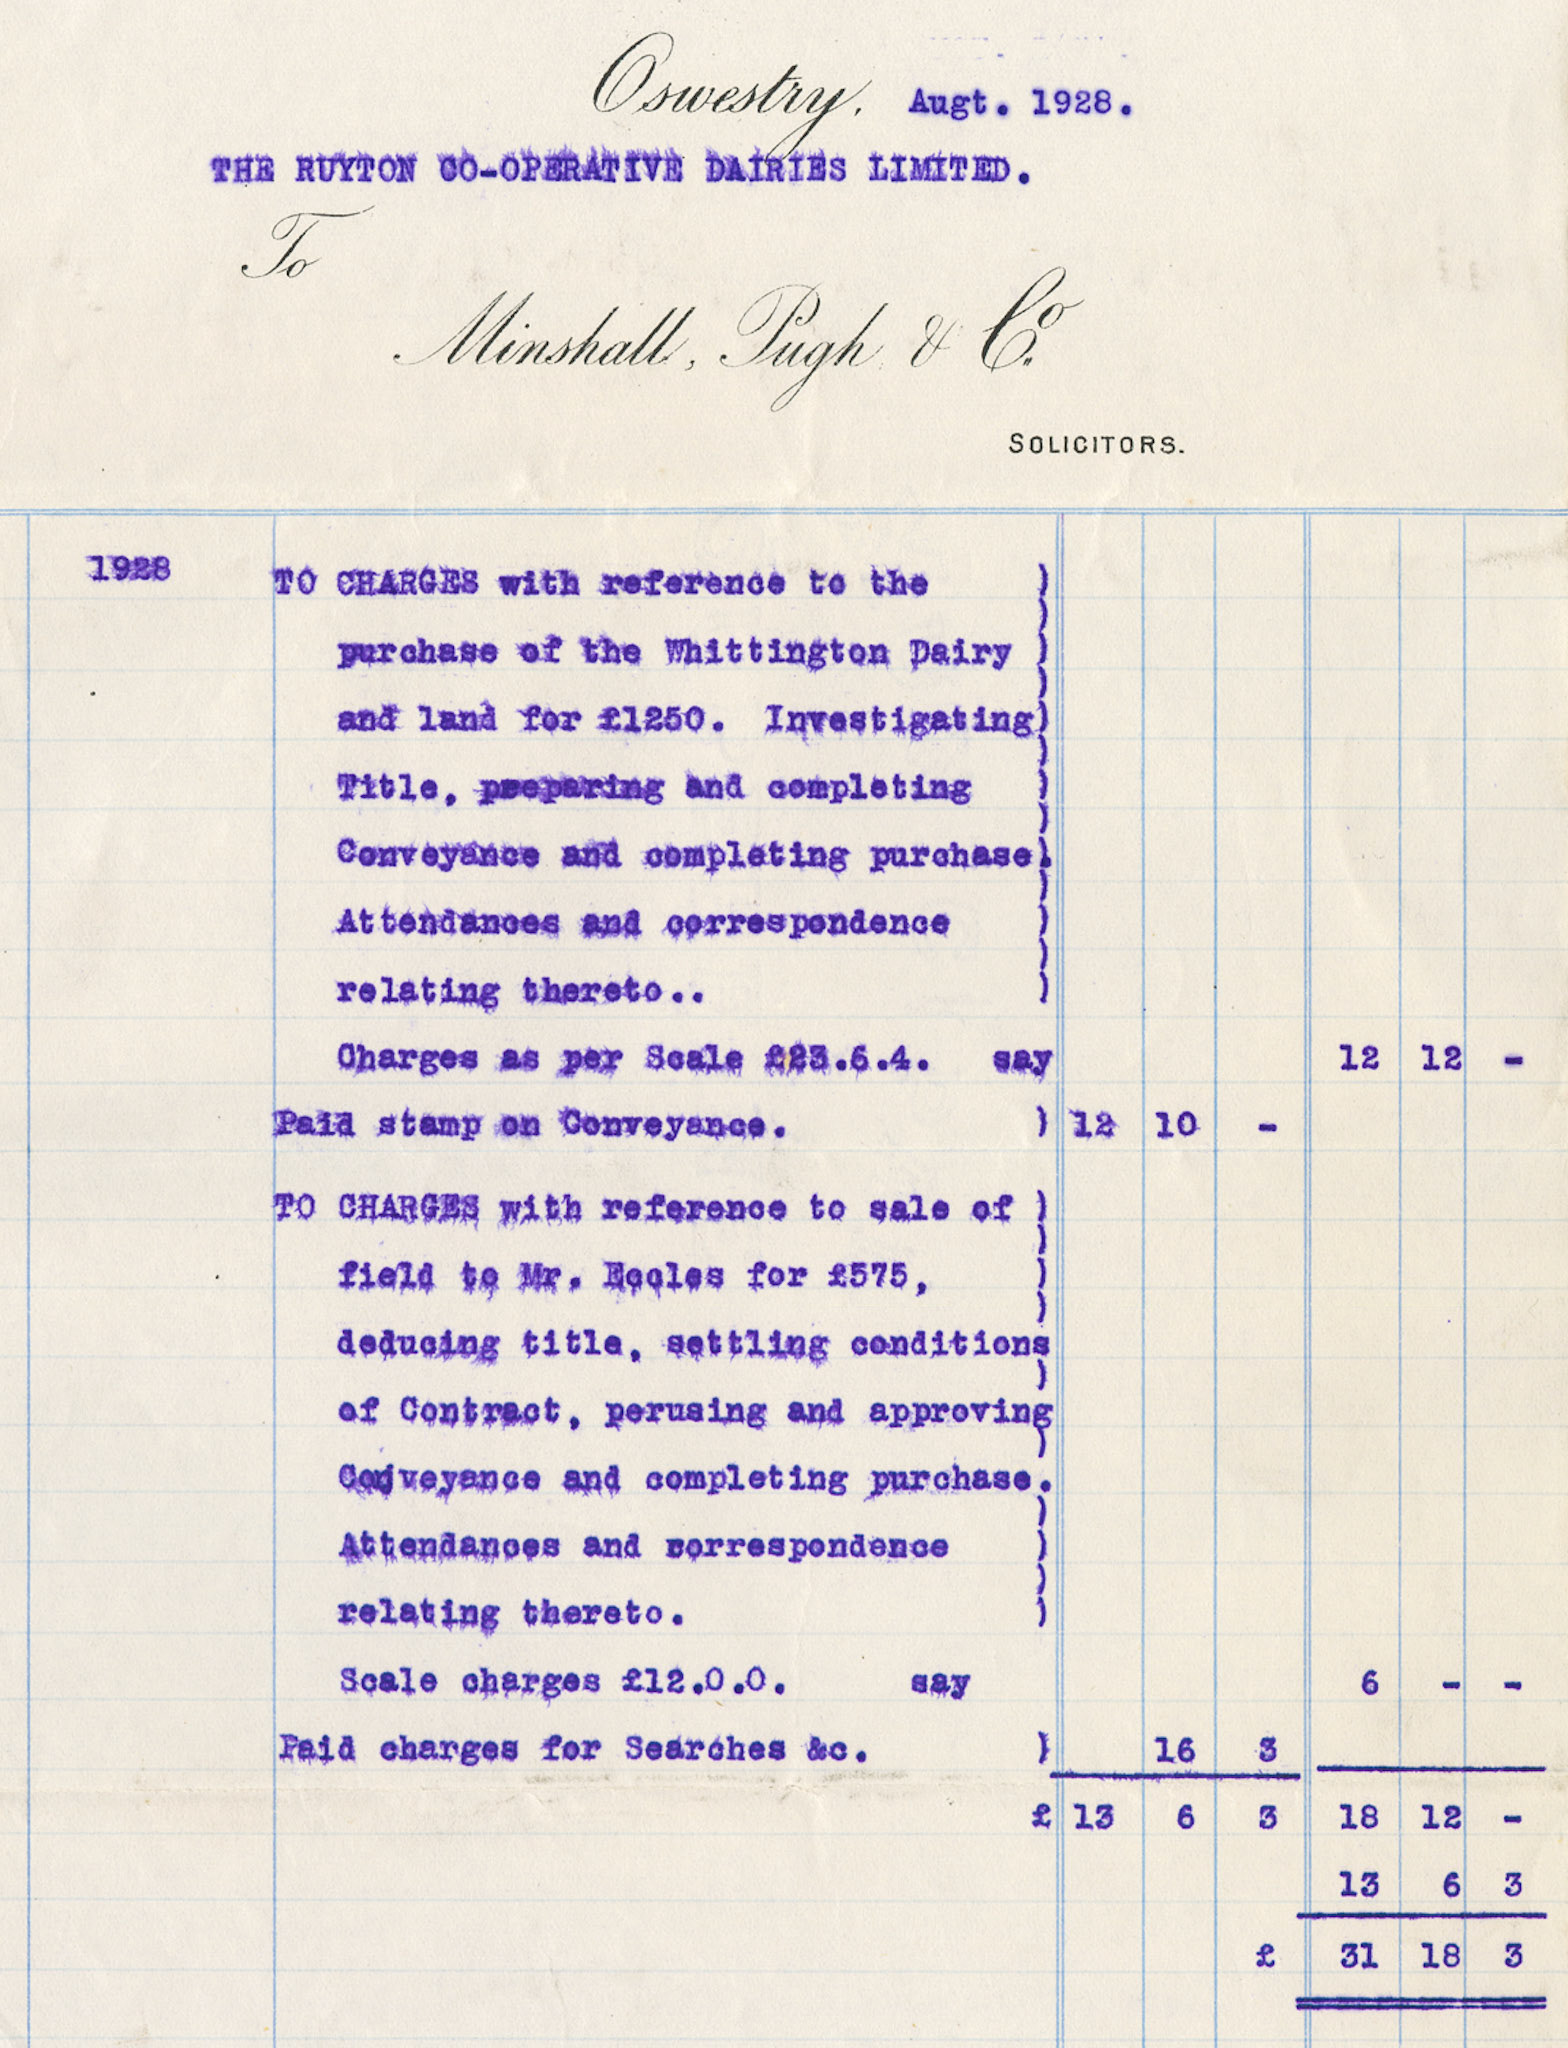 Oswestry. Augt. 1928.
THE RUYTON CO-OPERATIVE DAIRIES LIMITED.
To
Minshall, Pugh & Co.
SOLICITORS.
1928 TO CHARGES with reference to the )
purchase of the Whittington Dairy )
and land for £1250. Investigating)
Title, preparing and completing )
Conveyance and completing purchase.)
Attendances and correspondence )
relating thereto.. )
Charges as per Scale £23.6.4. say 12 12 -
Paid stamp on Conveyance. ) 12 10 -
TO CHARGES with reference to sale of )
field to Mr. Eccles for £575, )
deducing title, settling conditions
of Contract, perusing and approving
Conveyance and completing purchase.
Attendances and correspondence )
relating thereto. )
Scale charges £12.0.0. say 6 - -
Paid charges for Searches &c. ) 16 3
£ 13 6 3 18 12 -
13 6 3
£ 31 18 3